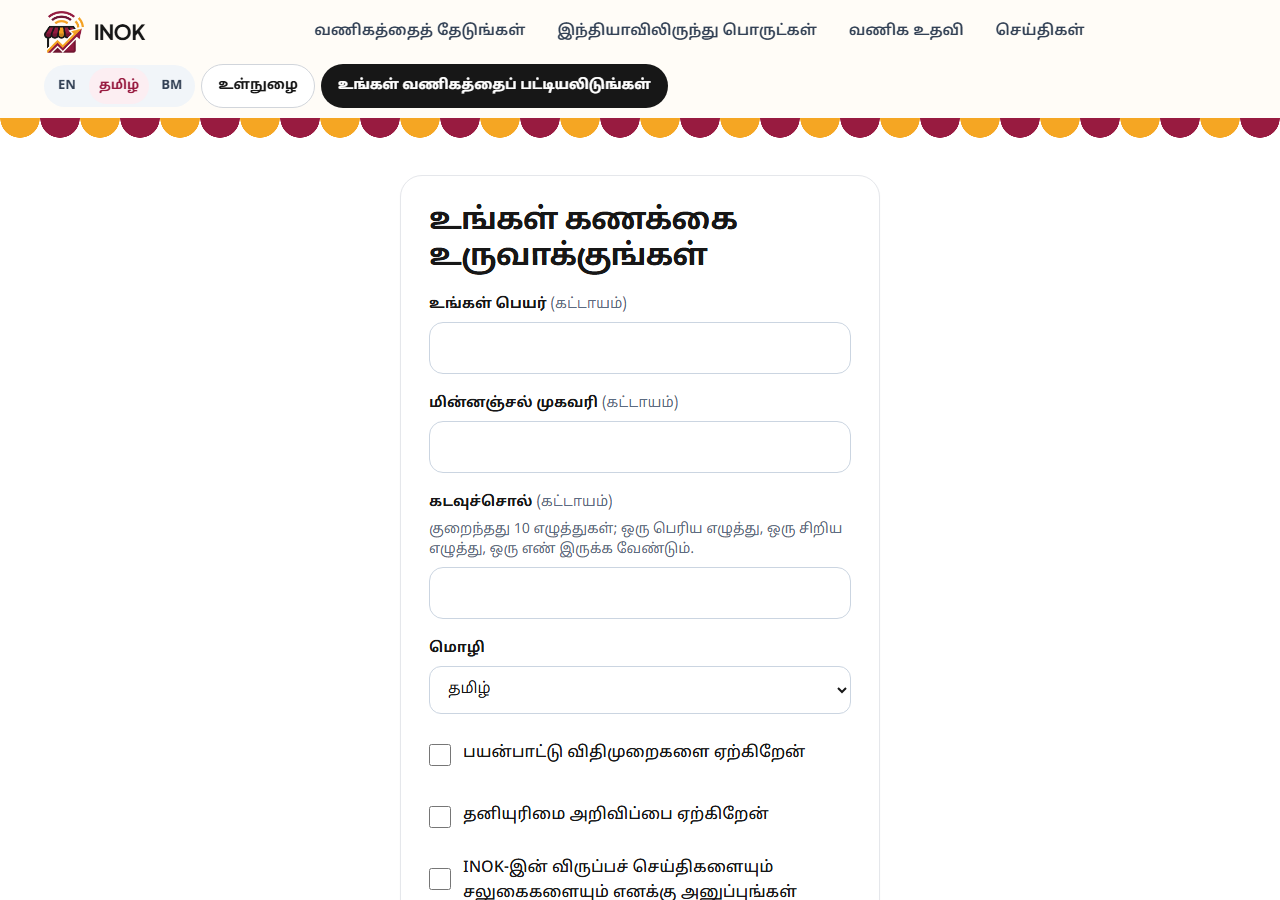 INOK
வணிகத்தைத் தேடுங்கள்
இந்தியாவிலிருந்து பொருட்கள்
வணிக உதவி
செய்திகள்
EN
தமிழ்
BM
உள்நுழை
உங்கள் வணிகத்தைப் பட்டியலிடுங்கள்
உங்கள் கணக்கை
உருவாக்குங்கள்
உங்கள் பெயர் (கட்டாயம்)
மின்னஞ்சல் முகவரி (கட்டாயம்)
கடவுச்சொல் (கட்டாயம்)
குறைந்தது 10 எழுத்துகள்; ஒரு பெரிய எழுத்து, ஒரு சிறிய
எழுத்து, ஒரு எண் இருக்க வேண்டும்.
மொழி
தமிழ்
பயன்பாட்டு விதிமுறைகளை ஏற்கிறேன்
தனியுரிமை அறிவிப்பை ஏற்கிறேன்
INOK-இன் விருப்பச் செய்திகளையும்
சலுகைகளையும் எனக்கு அனுப்புங்கள்